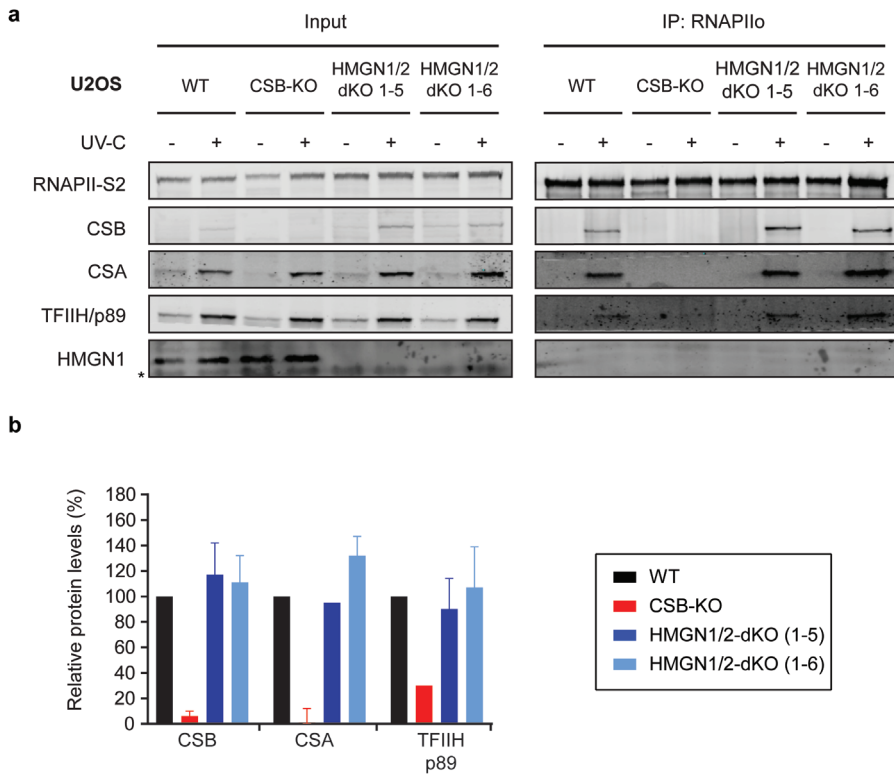 a
Input
IP: RNAPIIo
U2OS
WT
CSB-KO
HMGN1/2
dKO 1-5
HMGN1/2
dKO 1-6
WT
CSB-KO
HMGN1/2
dKO 1-5
HMGN1/2
dKO 1-6
UV-C
- + - + - + - +
- + - + - + - +
RNAPII-S2
CSB
CSA
TFIIH/p89
HMGN1
*
b
Relative protein levels (%)
180
160
140
120
100
80
60
40
20
0
CSB
CSA
TFIIH
p89
WT
CSB-KO
HMGN1/2-dKO (1-5)
HMGN1/2-dKO (1-6)